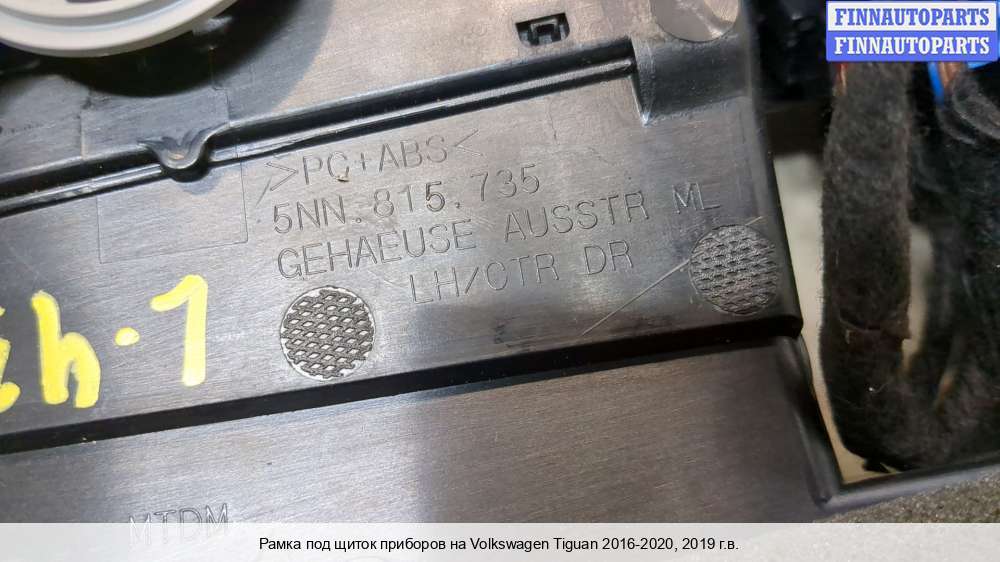 FINNAUTOPARTS
FINNAUTOPARTS
>PC+ABS<
5NN.815.735
GEHAEUSE AUSSTR ML
LH/CTR DR
MTDM
Рамка под щиток приборов на Volkswagen Tiguan 2016-2020, 2019 г.в.